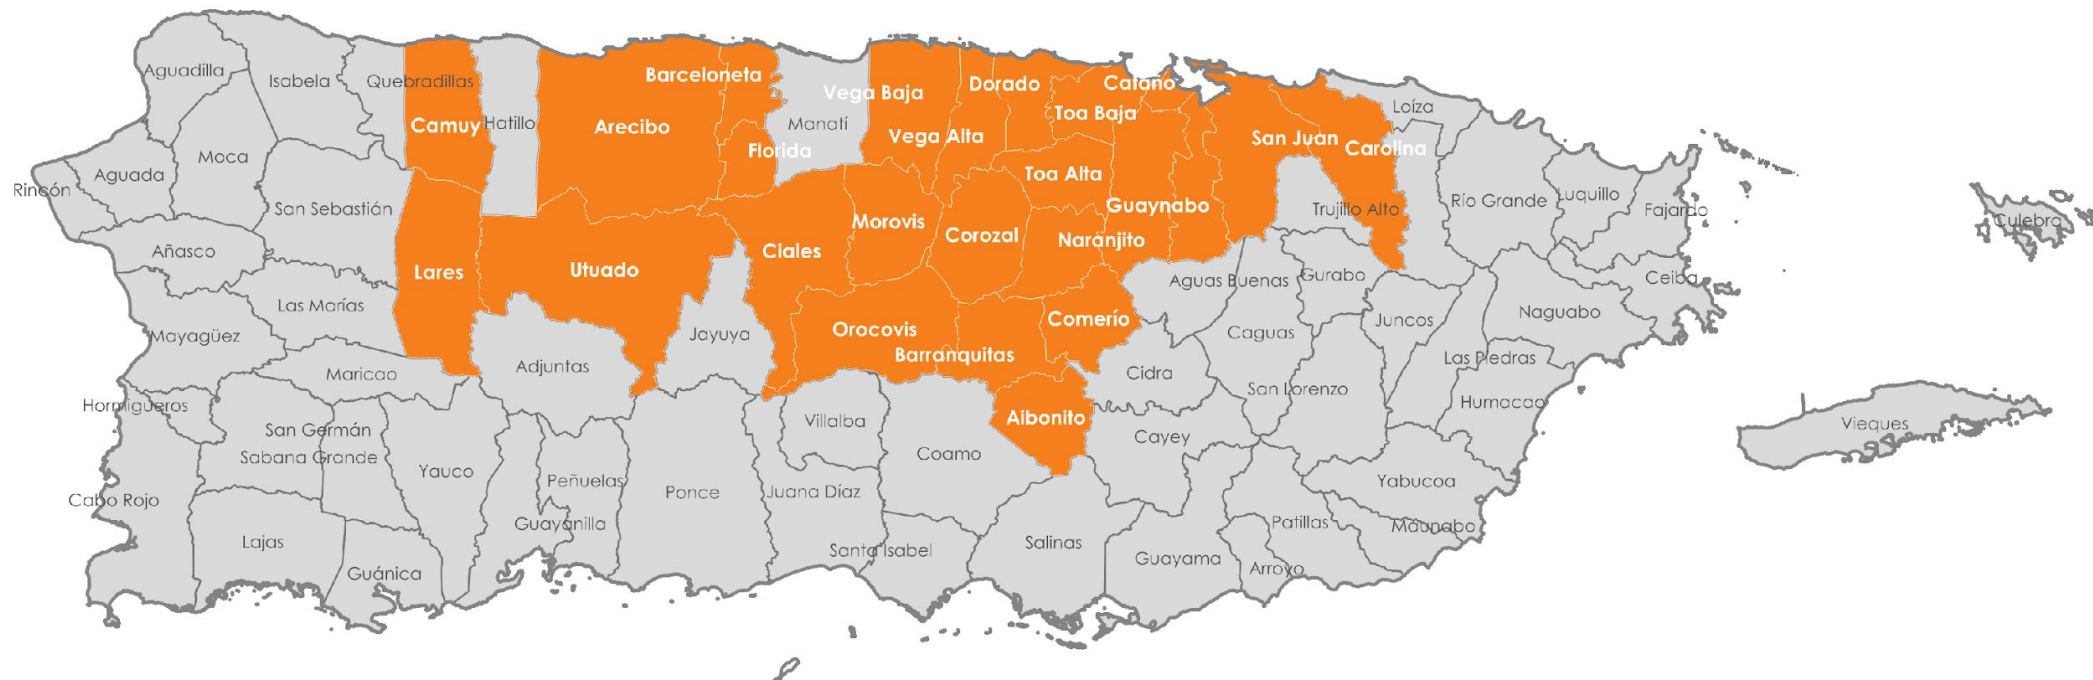 Aguadilla
Isabela
Quebradillas
Camuy
Hatillo
Arecibo
Barceloneta
Florida
Manatí
Vega Baja
Vega Alta
Dorado
Toa Baja
Cataño
Toa Alta
San Juan
Carolina
Loíza
Rincón
Aguada
Moca
San Sebastián
Lares
Utuado
Ciales
Morovis
Corozal
Naranjito
Guaynabo
Trujillo Alto
Río Grande
Luquillo
Fajardo
Culebra
Añasco
Las Marías
Mayagüez
Maricao
Adjuntas
Jayuya
Orocovis
Barranquitas
Comerío
Aguas Buenas
Gurabo
Caguas
Juncos
Naguabo
Ceiba
Las Piedras
Cidra
San Lorenzo
Humacao
Hormigueros
San Germán
Sabana Grande
Yauco
Peñuelas
Ponce
Villalba
Coamo
Aibonito
Cayey
Yabucoa
Vieques
Cabo Rojo
Lajas
Guánica
Guayanilla
Juana Díaz
Santa Isabel
Salinas
Guayama
Arroyo
Patillas
Maunabo